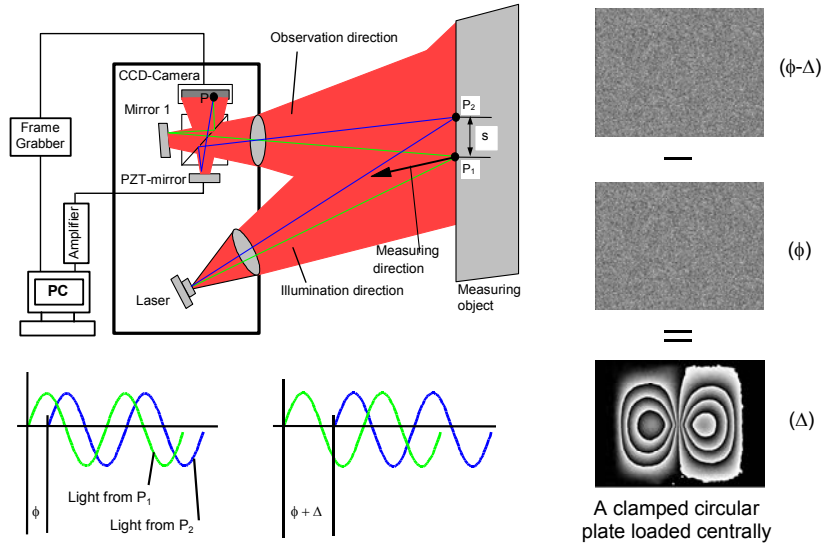 Observation direction
CCD-Camera
P
Mirror 1
Frame
Grabber
PZT-mirror
Amplifier
PC
Laser
P2
s
P1
Measuring
direction
Illumination direction
Measuring
object
(ϕ-Δ)
(ϕ)
(Δ)
A clamped circular
plate loaded centrally
ϕ
Light from P1
Light from P2
ϕ + Δ